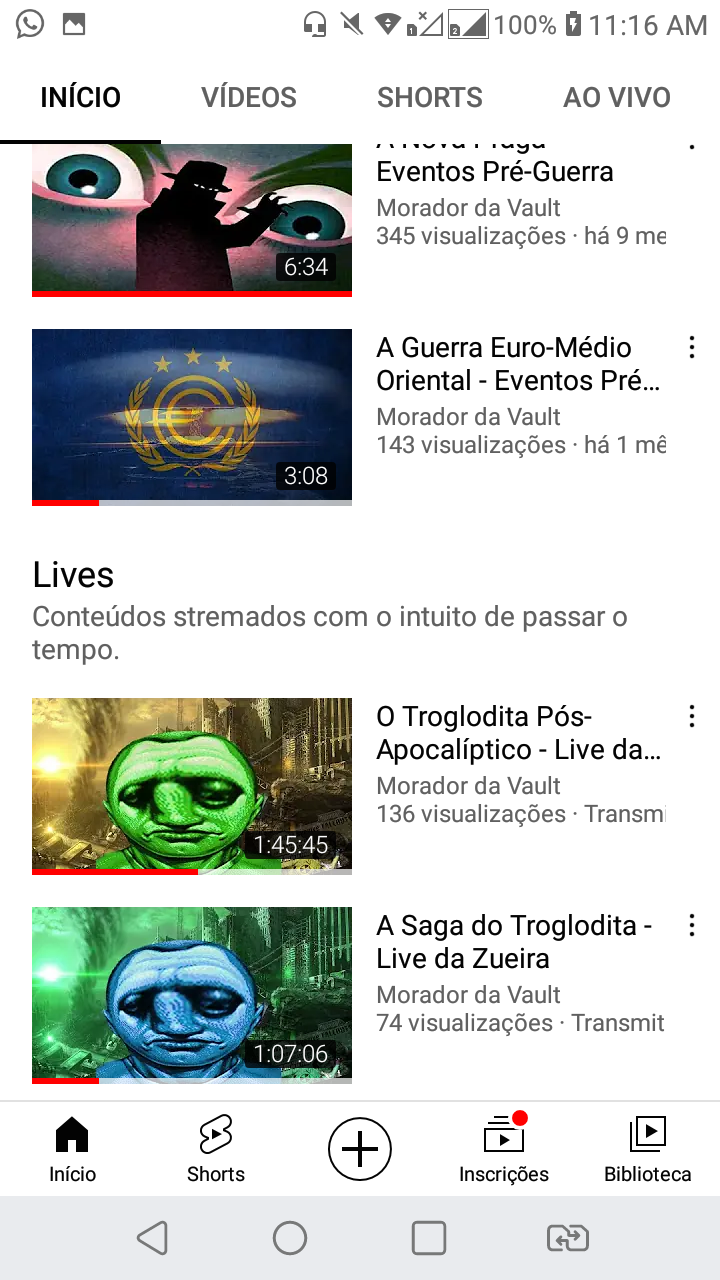 100% 11:16 AM
INÍCIO VÍDEOS SHORTS AO VIVO
A Nova Praga
Eventos Pré-Guerra
Morador da Vault
345 visualizações · há 9 me
6:34
A Guerra Euro-Médio
Oriental - Eventos Pré...
Morador da Vault
143 visualizações · há 1 mê
3:08
Lives
Conteúdos stremados com o intuito de passar o
tempo.
O Troglodita Pós-
Apocalíptico - Live da...
Morador da Vault
136 visualizações · Transmi
1:45:45
A Saga do Troglodita -
Live da Zueira
Morador da Vault
74 visualizações · Transmit
1:07:06
Início Shorts Inscrições Biblioteca